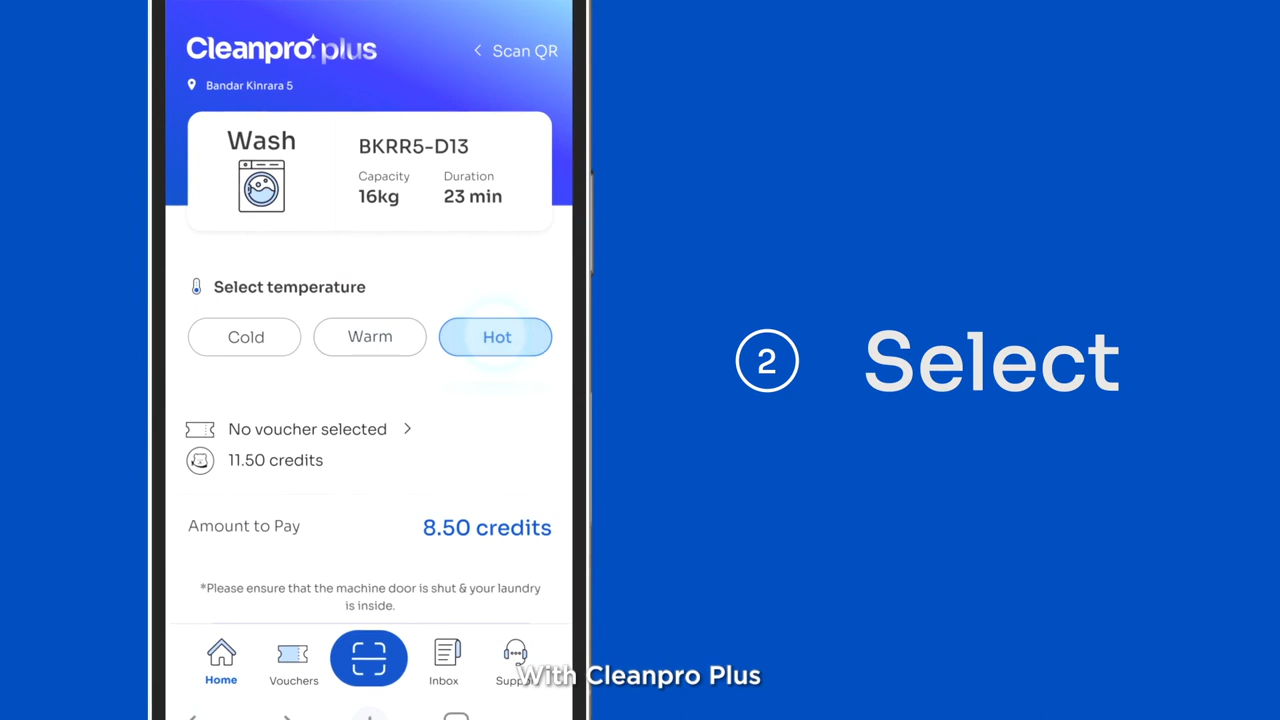 Cleanpro plus
Scan QR
Bandar Kinrara 5
Wash
BKRR5-D13
Capacity
Duration
16kg
23 min
Select temperature
Cold
Warm
Hot
No voucher selected
11.50 credits
Amount to Pay
8.50 credits
*Please ensure that the machine door is shut & your laundry
is inside.
Home
Vouchers
Inbox
2
Select
With Cleanpro Plus